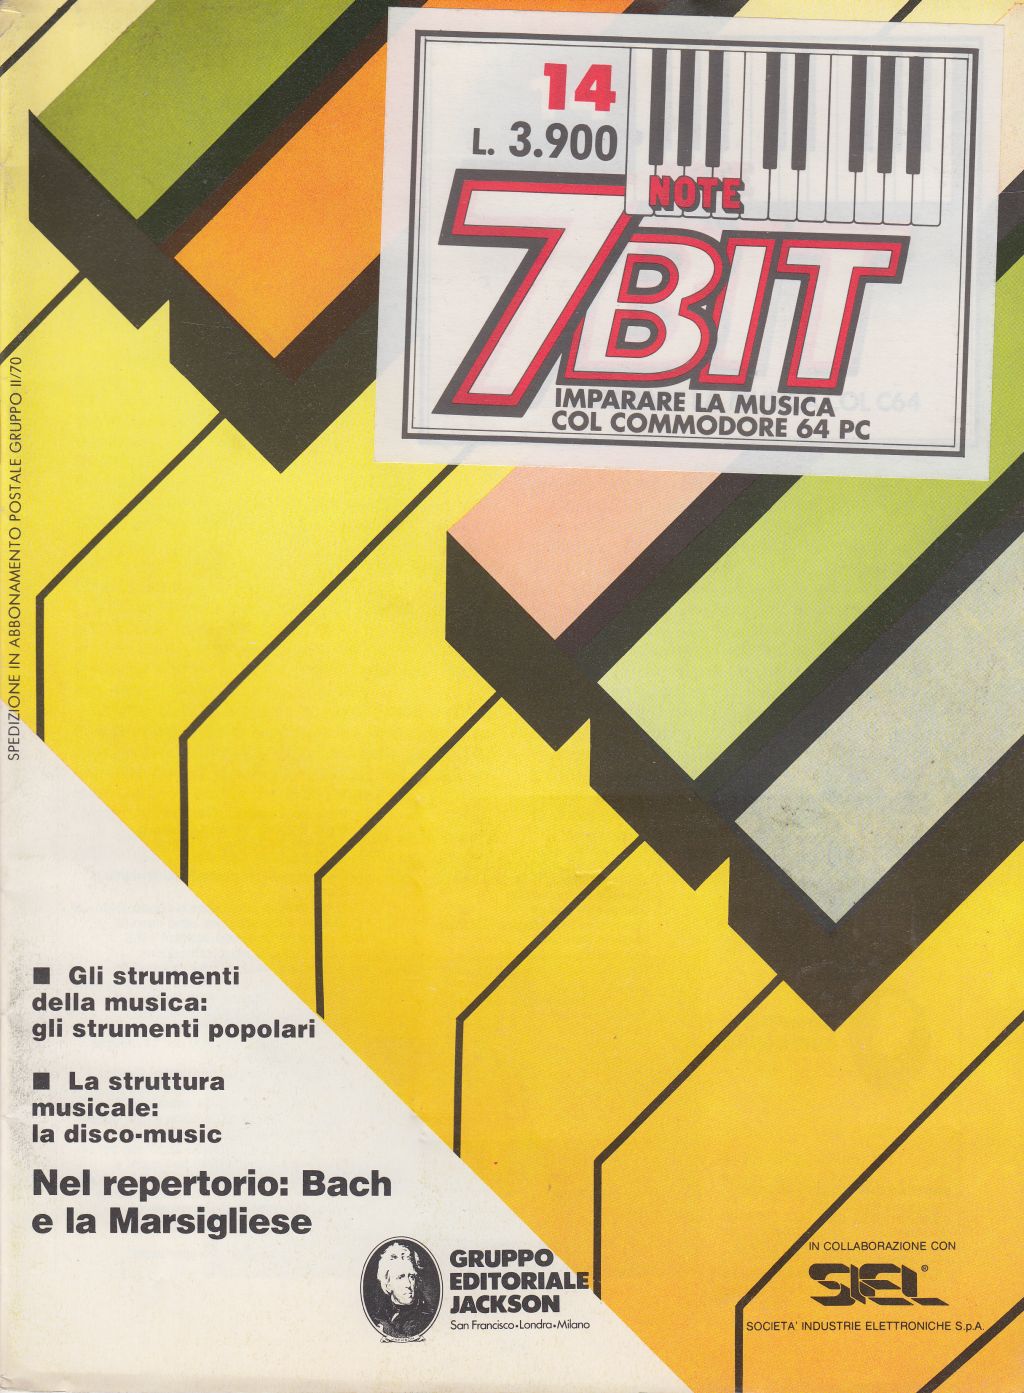 14
L. 3.900
NOTE
7BIT
IMPARARE LA MUSICA
COL COMMODORE 64 PC
SPEDIZIONE IN ABBONAMENTO POSTALE GRUPPO II/70
■ Gli strumenti
della musica:
gli strumenti popolari
■ La struttura
musicale:
la disco-music
Nel repertorio: Bach
e la Marsigliese
GRUPPO
EDITORIALE
JACKSON
San Francisco•Londra•Milano
IN COLLABORAZIONE CON
SIEL®
SOCIETA' INDUSTRIE ELETTRONICHE S.p.A.